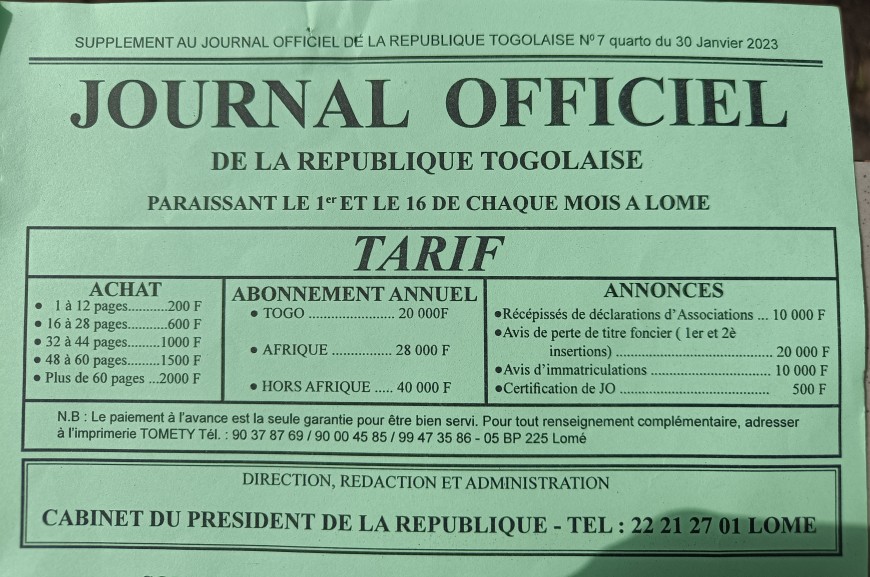 SUPPLEMENT AU JOURNAL OFFICIEL DE LA REPUBLIQUE TOGOLAISE N° 7 quarto du 30 Janvier 2023
JOURNAL OFFICIEL
DE LA REPUBLIQUE TOGOLAISE
PARAISSANT LE 1er ET LE 16 DE CHAQUE MOIS A LOME
TARIF
ACHAT
• 1 à 12 pages..........200 F
• 16 à 28 pages..........600 F
• 32 à 44 pages.........1000 F
• 48 à 60 pages.........1500 F
• Plus de 60 pages ...2000 F
ABONNEMENT ANNUEL
• TOGO ...................... 20 000F
• AFRIQUE ................ 28 000 F
• HORS AFRIQUE ..... 40 000 F
ANNONCES
•Récépissés de déclarations d'Associations ... 10 000 F
•Avis de perte de titre foncier ( 1er et 2è
insertions) ........................................ 20 000 F
•Avis d'immatriculations ............................... 10 000 F
•Certification de JO ...................................... 500 F
N.B : Le paiement à l'avance est la seule garantie pour être bien servi. Pour tout renseignement complémentaire, adresser
à l'imprimerie TOMETY Tél. : 90 37 87 69 / 90 00 45 85 / 99 47 35 86 - 05 BP 225 Lomé
DIRECTION, REDACTION ET ADMINISTRATION
CABINET DU PRESIDENT DE LA REPUBLIQUE - TEL : 22 21 27 01 LOME